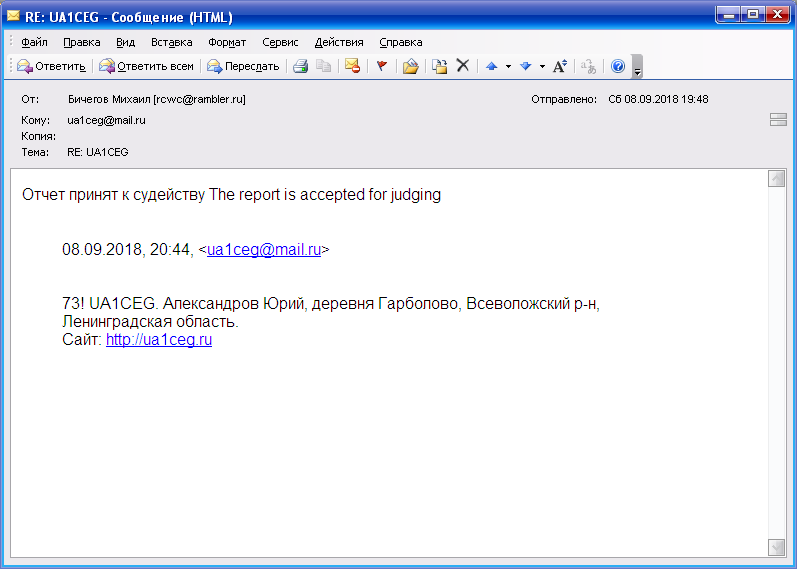 RE: UA1CEG - Сообщение (HTML)
Файл Правка Вид Вставка Формат Сервис Действия Справка
Ответить Ответить всем Переслать
От: Бичегов Михаил [rcwc@rambler.ru] Отправлено: Сб 08.09.2018 19:48
Кому: ua1ceg@mail.ru
Копия:
Тема: RE: UA1CEG
Отчет принят к судейству The report is accepted for judging
08.09.2018, 20:44, <ua1ceg@mail.ru>
73! UA1CEG. Александров Юрий, деревня Гарболово, Всеволожский р-н,
Ленинградская область.
Сайт: http://ua1ceg.ru